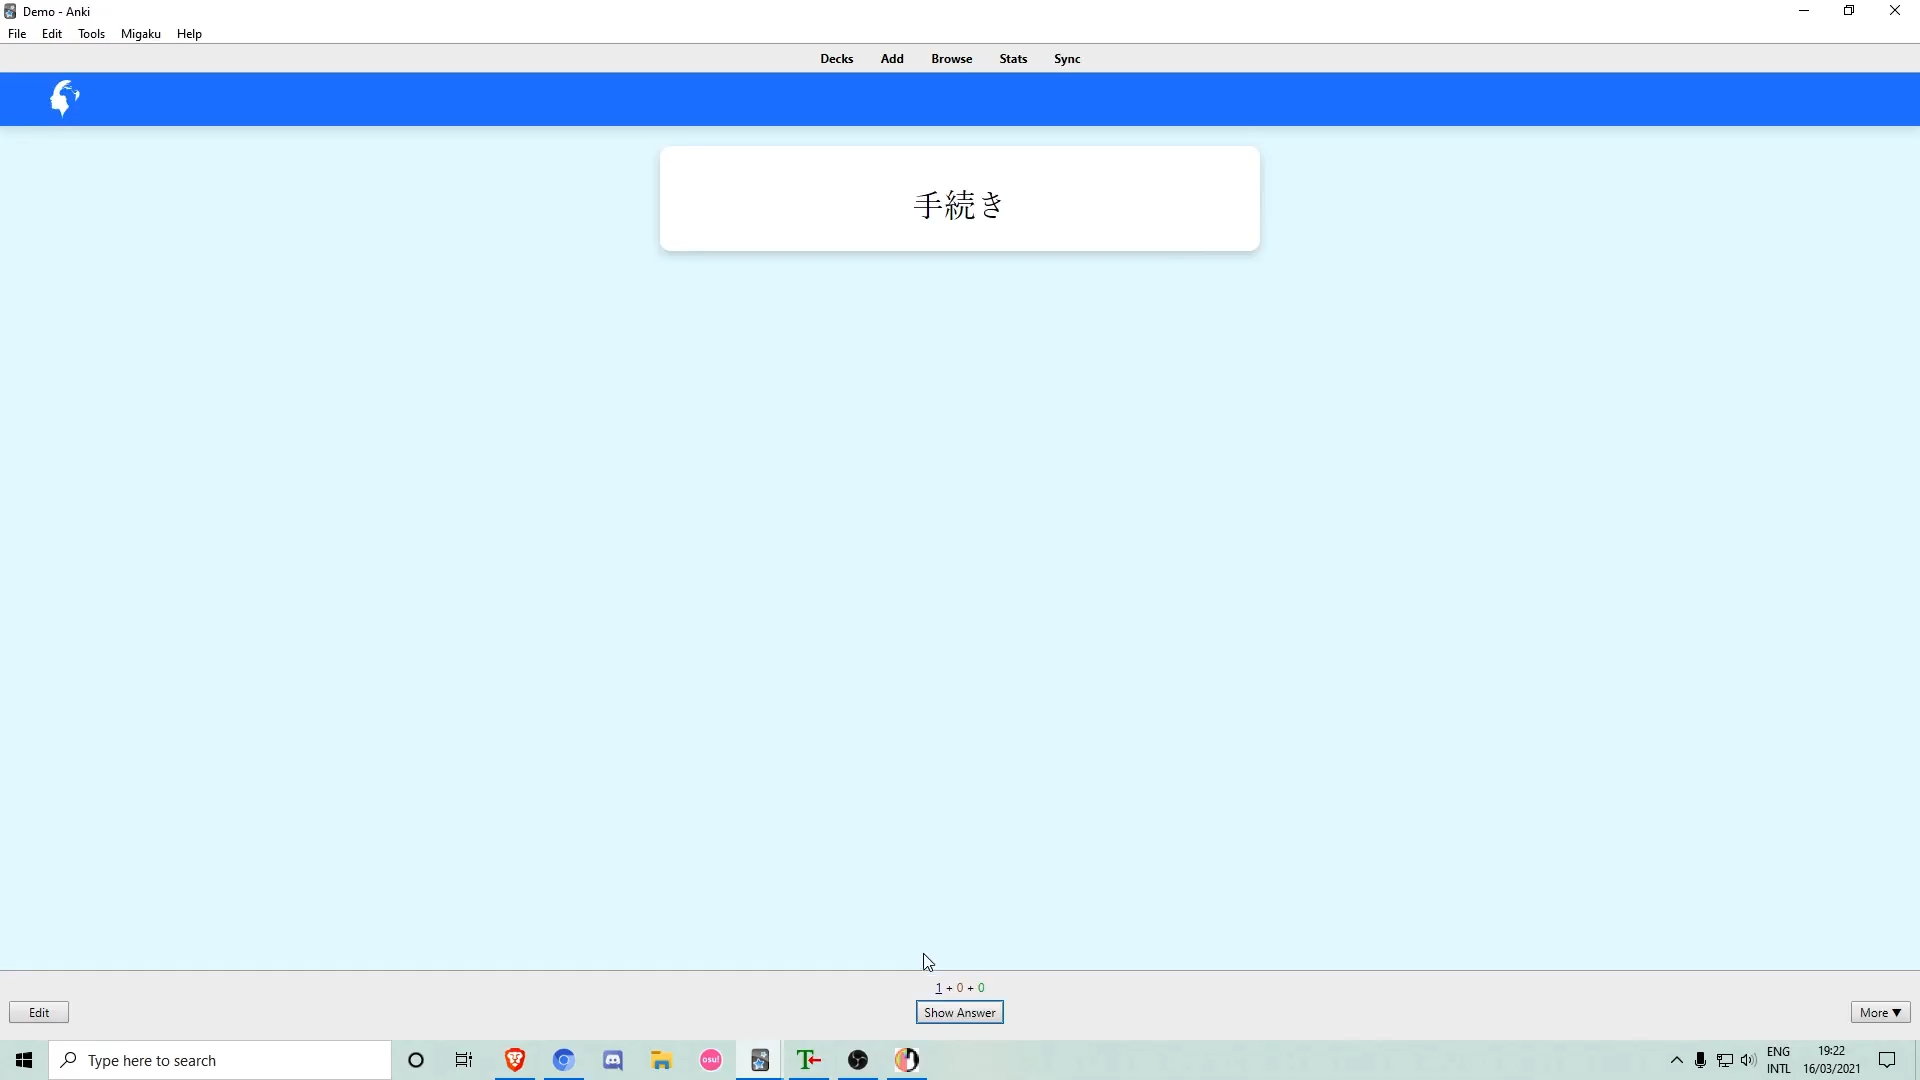 Demo - Anki
File Edit Tools Migaku Help
Decks Add Browse Stats Sync
手続き
1 + 0 + 0
Edit Show Answer More ▼
Type here to search
osu!
T
ENG 19:22
INTL 16/03/2021